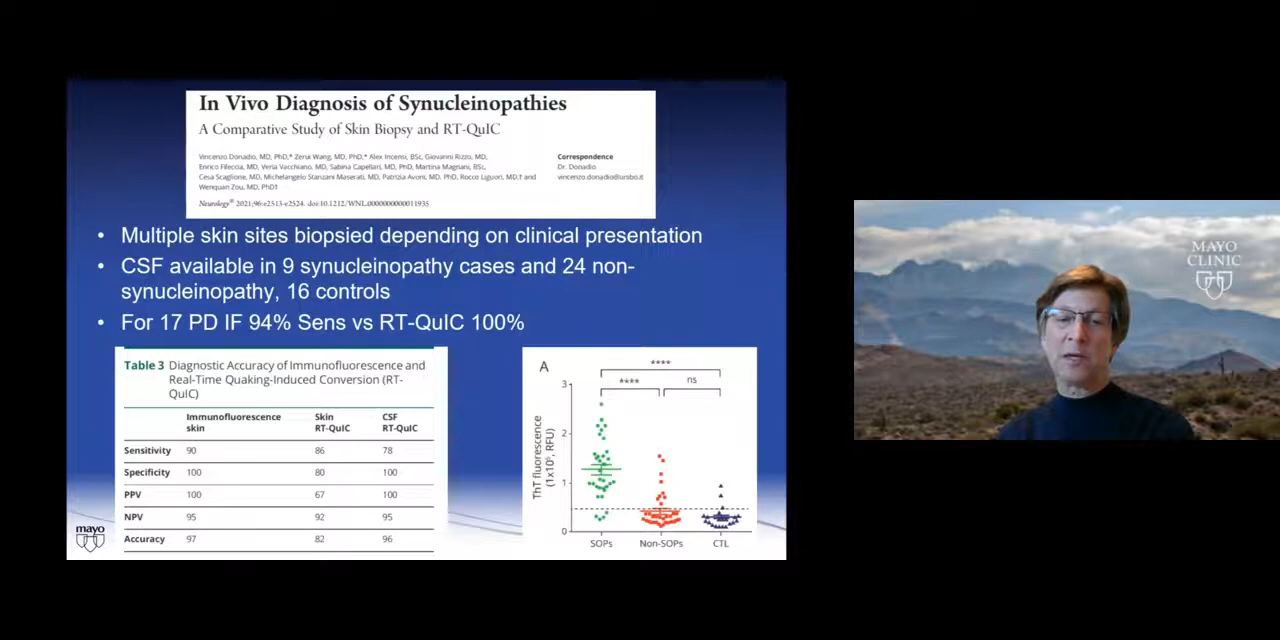 In Vivo Diagnosis of Synucleinopathies
A Comparative Study of Skin Biopsy and RT-QuIC
Vincenzo Donadio, MD, PhD,* Zerui Wang, MD, PhD,* Alex Incensi, BSc, Giovanni Rizzo, MD,
Enrico Fileccia, MD, Veria Vacchiano, MD, Sabina Capellari, MD, PhD, Martina Magnani, BSc,
Cesa Scaglione, MD, Michelangelo Stanzani Maserati, MD, Patrizia Avoni, MD, PhD, Rocco Liguori, MD,† and
Wenquan Zou, MD, PhD†
Correspondence
Dr. Donadio
vincenzo.donadio@unibo.it
Neurology® 2021;96:e2513-e2524. doi:10.1212/WNL.0000000000011935
• Multiple skin sites biopsied depending on clinical presentation
• CSF available in 9 synucleinopathy cases and 24 non-
synucleinopathy, 16 controls
• For 17 PD IF 94% Sens vs RT-QuIC 100%
Table 3 Diagnostic Accuracy of Immunofluorescence and
Real-Time Quaking-Induced Conversion (RT-
QuIC)
Immunofluorescence skin Skin RT-QuIC CSF RT-QuIC
Sensitivity 90 86 78
Specificity 100 80 100
PPV 100 67 100
NPV 95 92 95
Accuracy 97 82 96
A
****
**** ns
3
2
1
0
ThT fluorescence
(1x10⁵, RFU)
SOPs Non-SOPs CTL
mayo
MAYO
CLINIC